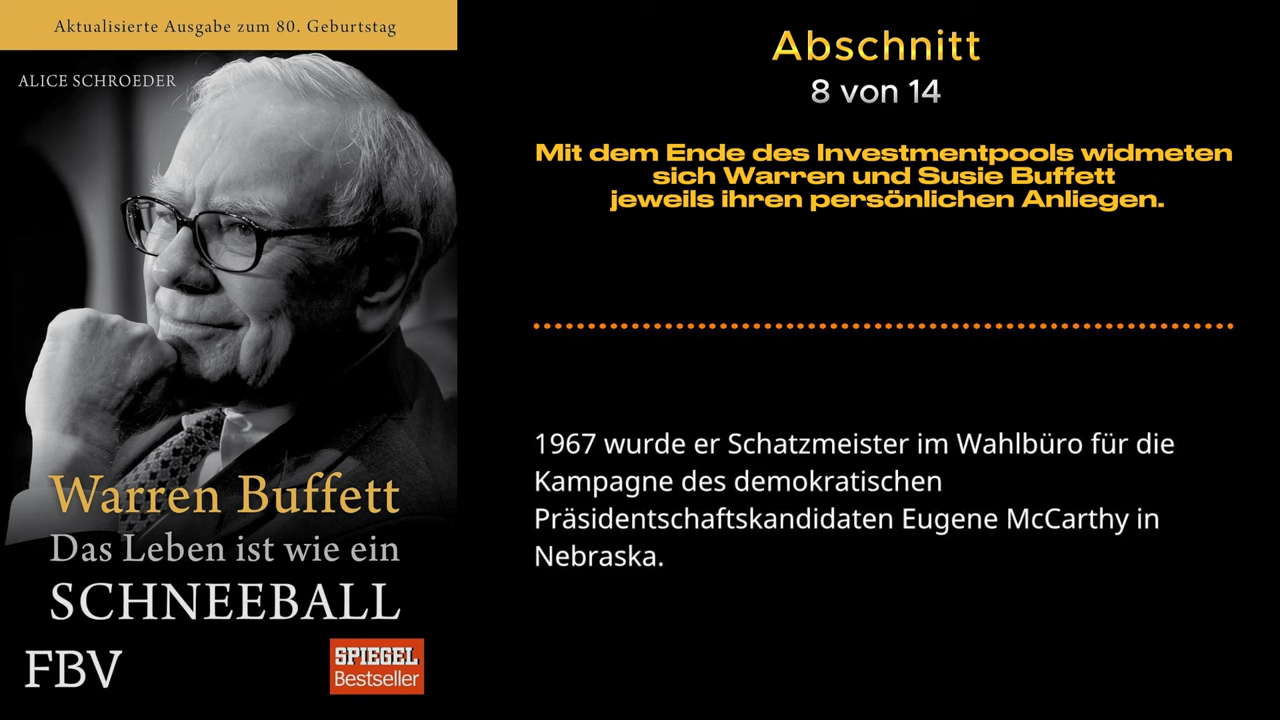 Aktualisierte Ausgabe zum 80. Geburtstag
ALICE SCHROEDER
Warren Buffett
Das Leben ist wie ein
SCHNEEBALL
FBV
SPIEGEL
Bestseller
Abschnitt
8 von 14
Mit dem Ende des Investmentpools widmeten
sich Warren und Susie Buffett
jeweils ihren persönlichen Anliegen.
1967 wurde er Schatzmeister im Wahlbüro für die
Kampagne des demokratischen
Präsidentschaftskandidaten Eugene McCarthy in
Nebraska.